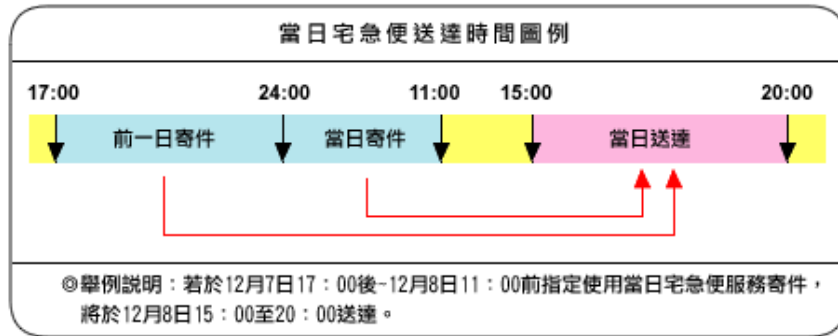 當日宅急便送達時間圖例
17:00 24:00 11:00 15:00 20:00
前一日寄件 當日寄件 當日送達
◎舉例説明：若於12月7日17：00後~12月8日11：00前指定使用當日宅急便服務寄件，
將於12月8日15：00至20：00送達。